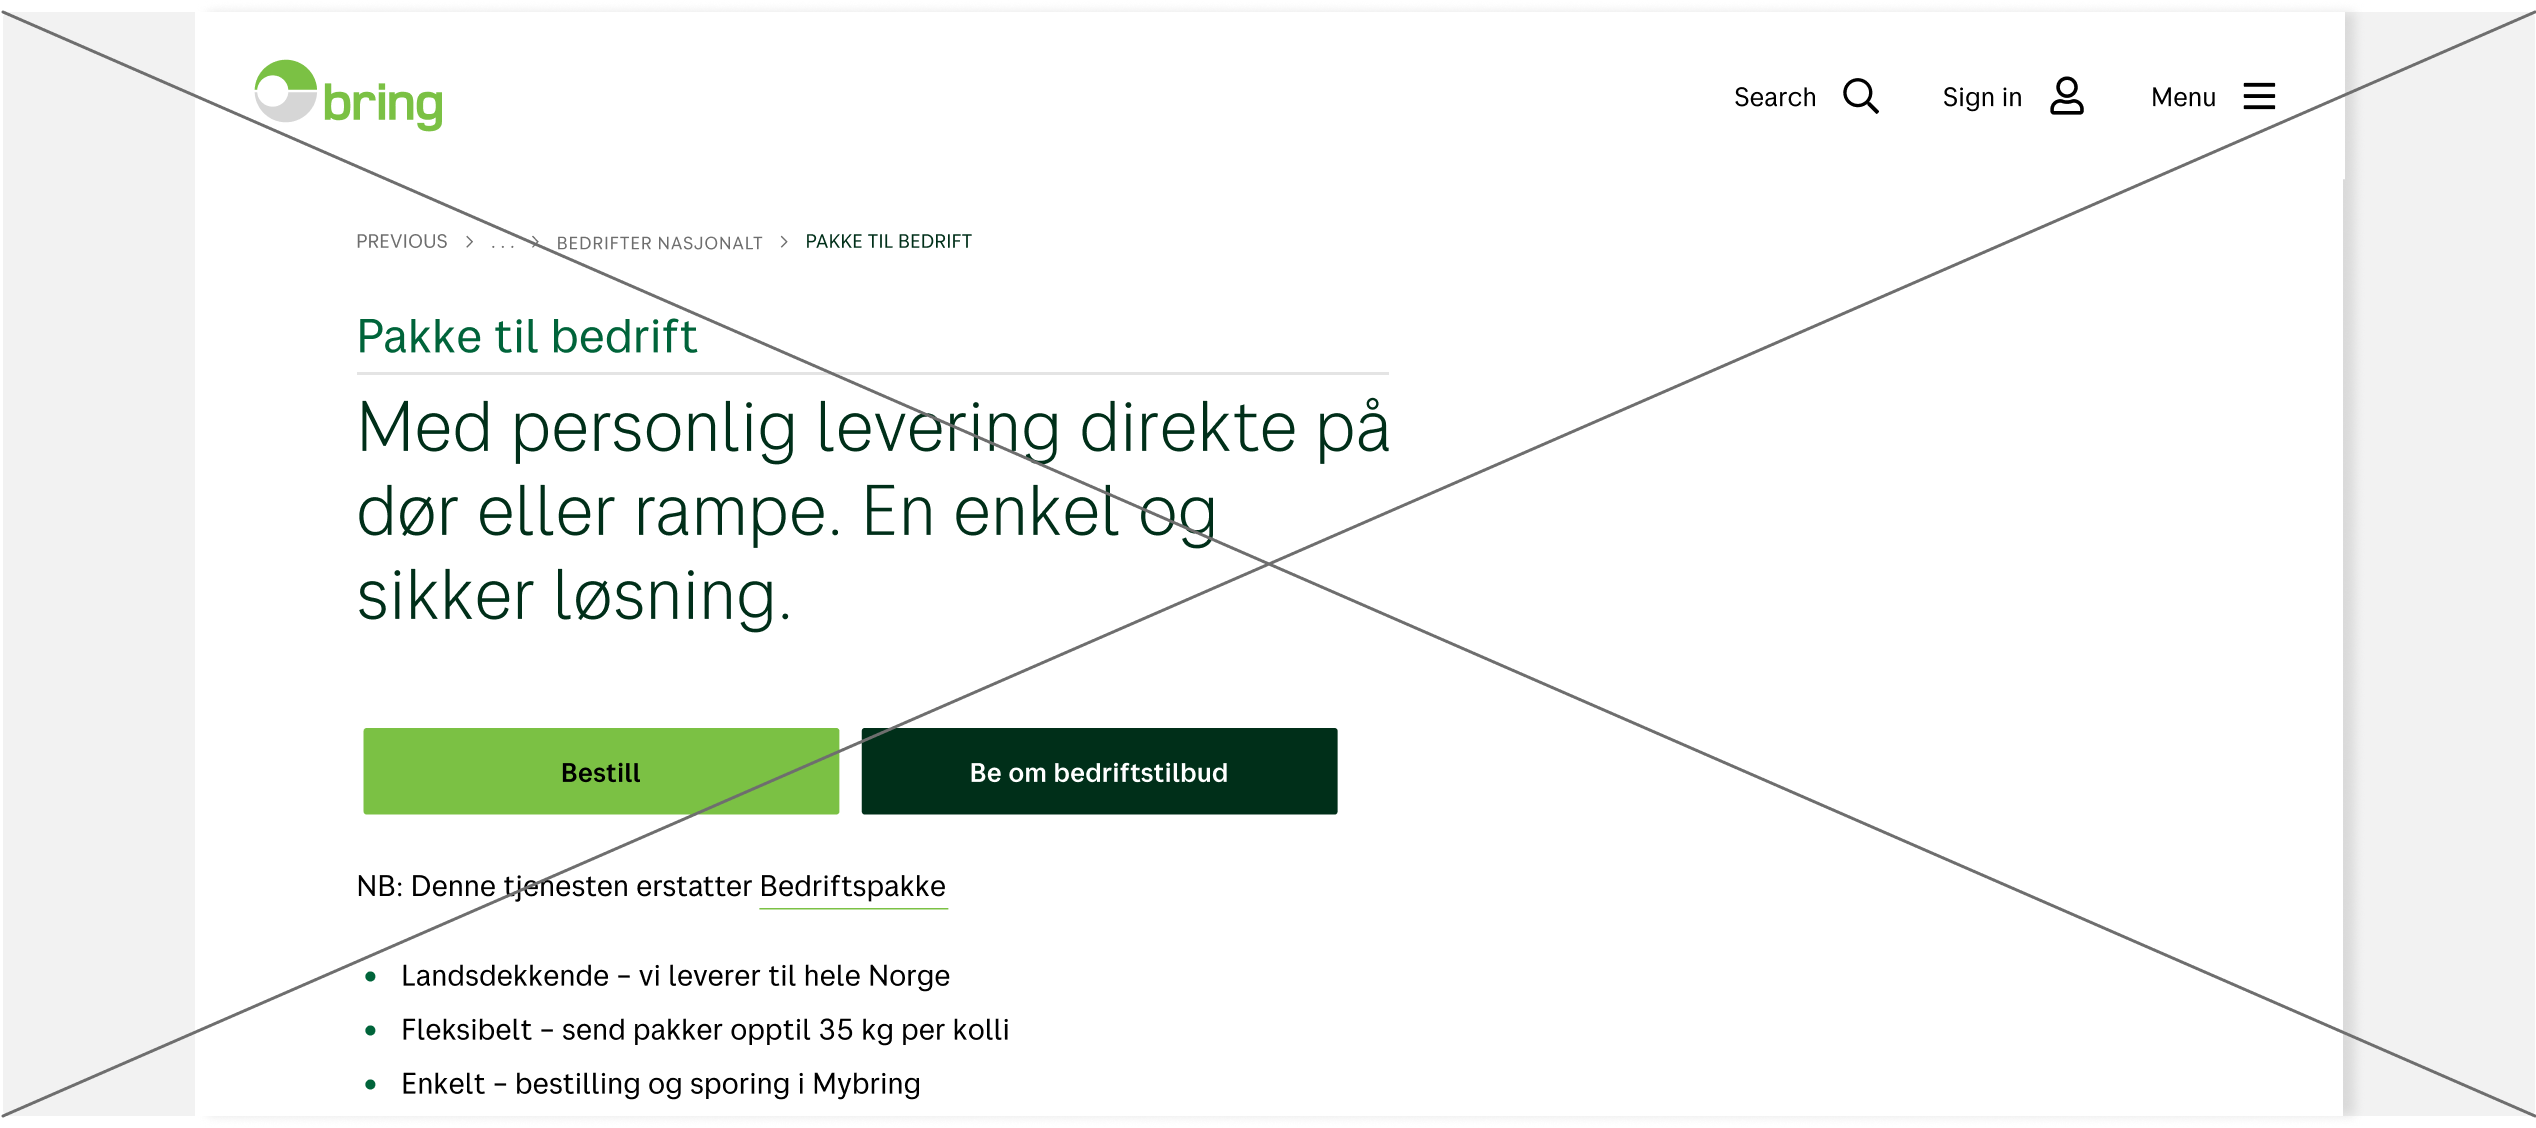 bring
Search Sign in Menu
PREVIOUS > ... > BEDRIFTER NASJONALT > PAKKE TIL BEDRIFT
Pakke til bedrift
Med personlig levering direkte på
dør eller rampe. En enkel og
sikker løsning.
Bestill Be om bedriftstilbud
NB: Denne tjenesten erstatter Bedriftspakke
• Landsdekkende – vi leverer til hele Norge
• Fleksibelt – send pakker opptil 35 kg per kolli
• Enkelt – bestilling og sporing i Mybring